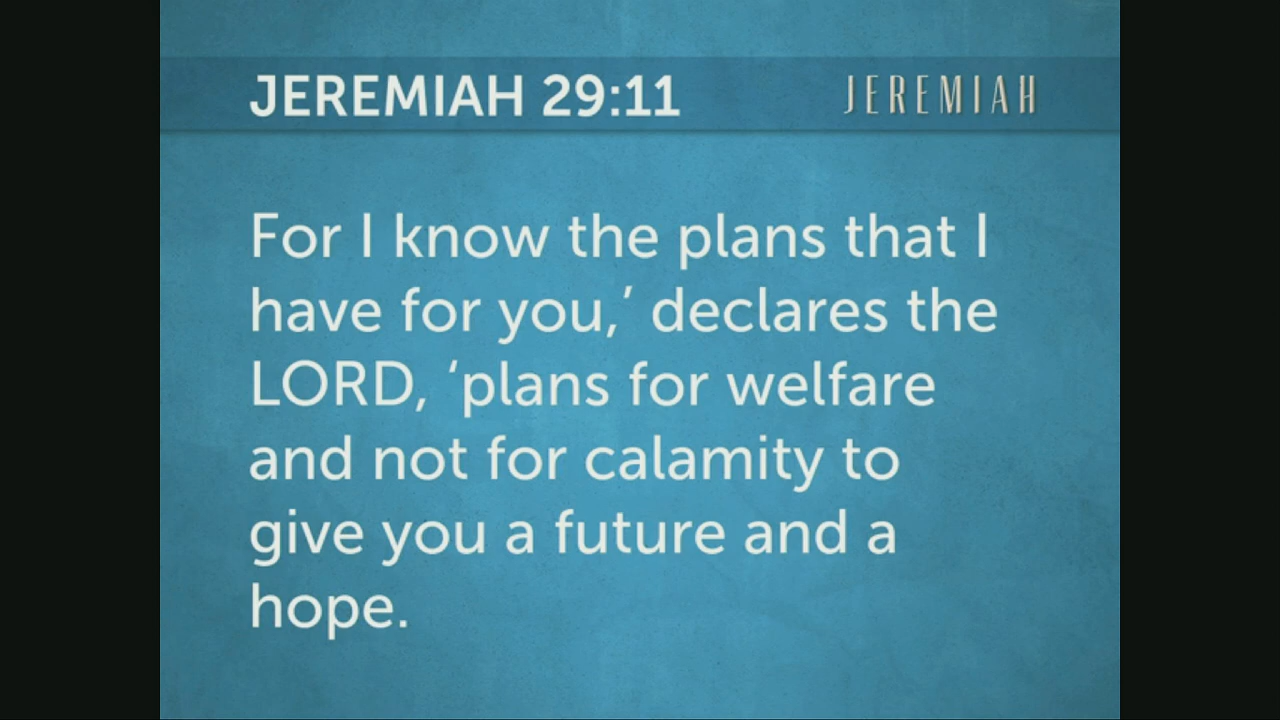 JEREMIAH 29:11
JEREMIAH
For I know the plans that I
have for you,’ declares the
LORD, ‘plans for welfare
and not for calamity to
give you a future and a
hope.